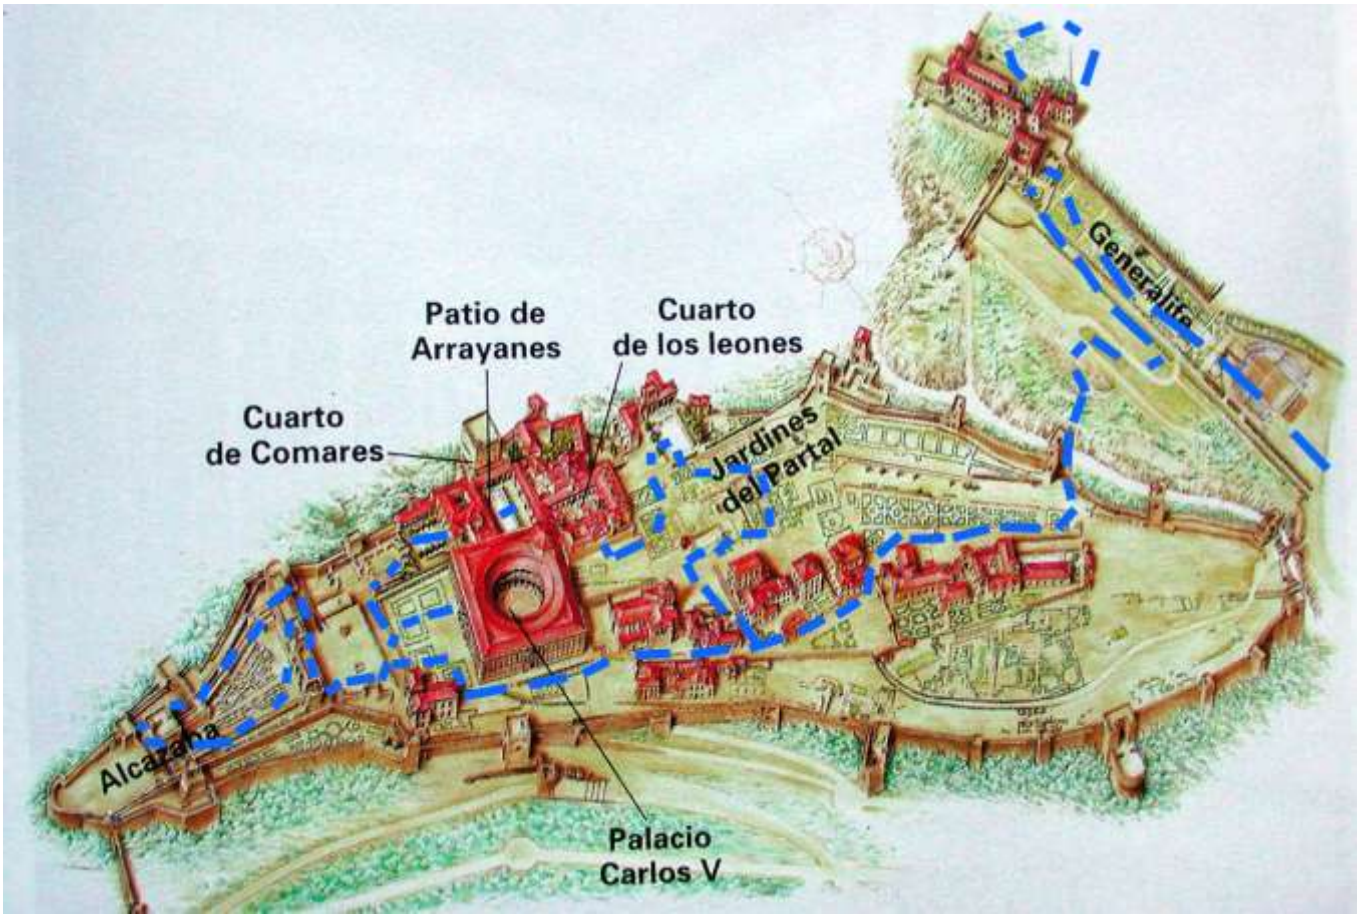 Generalife
Patio de
Arrayanes
Cuarto
de los leones
Cuarto
de Comares
Jardines
del Partal
Alcazaba
Palacio
Carlos V